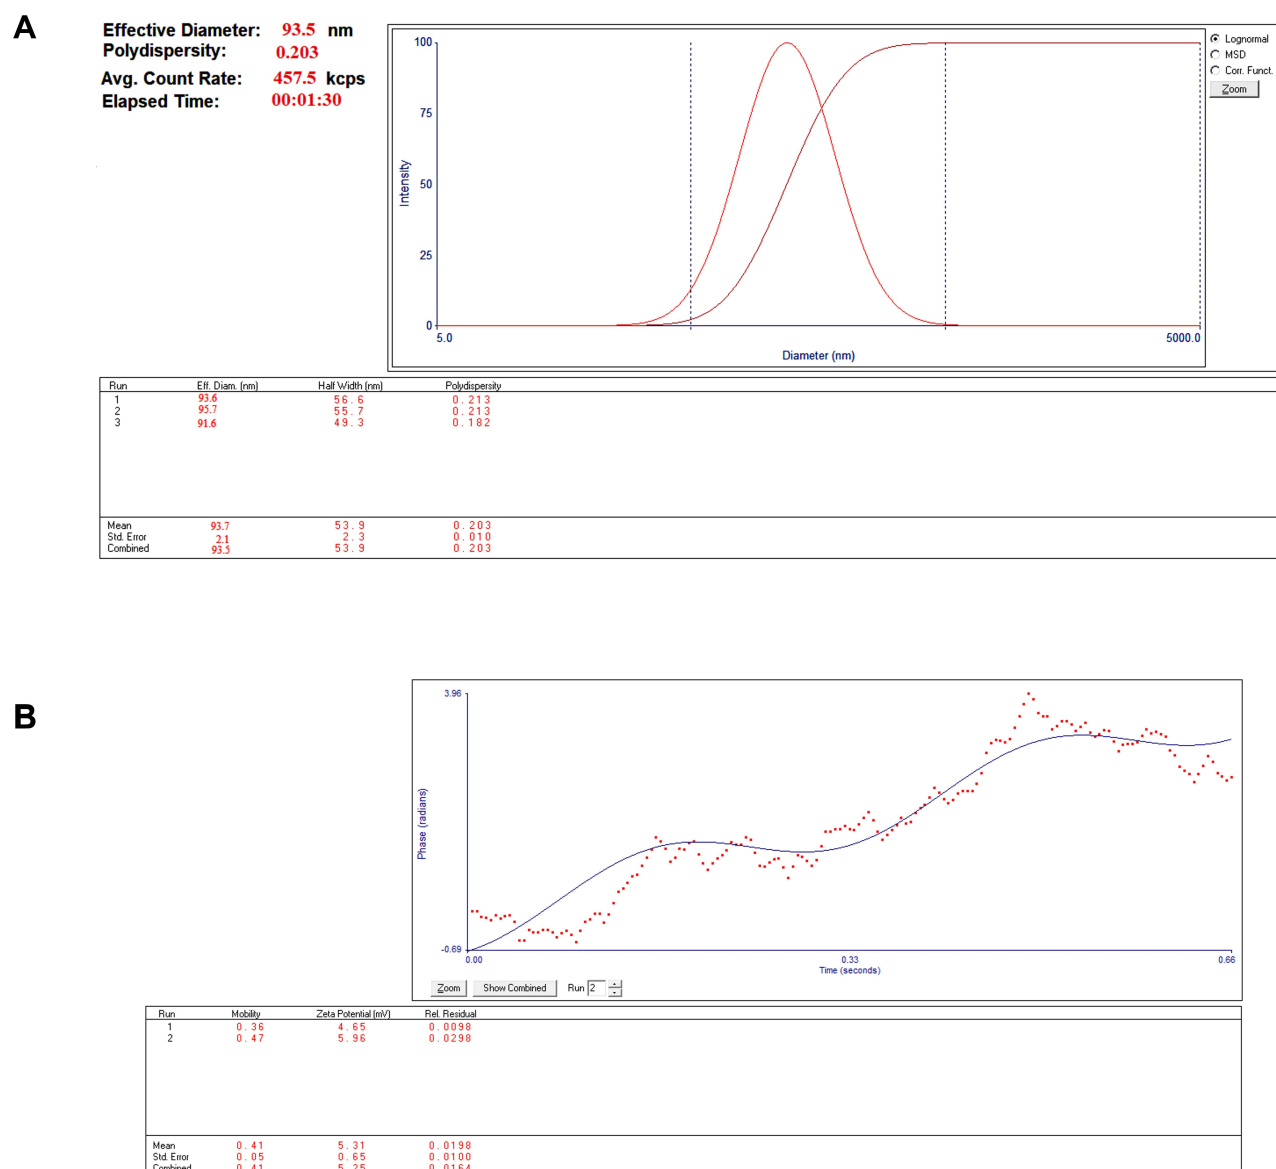 A
Effective Diameter: 93.5 nm
Polydispersity: 0.203
Avg. Count Rate: 457.5 kcps
Elapsed Time: 00:01:30
100
75
50
25
0
Intensity
5.0
5000.0
Diameter (nm)
Lognormal
MSD
Corr. Funct.
Zoom
Run Eff. Diam. (nm) Half Width (nm) Polydispersity
1 93.6 56.6 0.213
2 95.7 55.7 0.213
3 91.6 49.3 0.182
Mean 93.7 53.9 0.203
Std. Error 2.1 2.3 0.010
Combined 93.5 53.9 0.203
B
3.96
-0.69
Phase (radians)
0.00
0.33
0.66
Time (seconds)
Zoom
Show Combined
Run 2
Run Mobility Zeta Potential (mV) Rel. Residual
1 0.36 4.65 0.0098
2 0.47 5.96 0.0298
Mean 0.41 5.31 0.0198
Std. Error 0.05 0.65 0.0100
Combined 0.41 5.25 0.0164